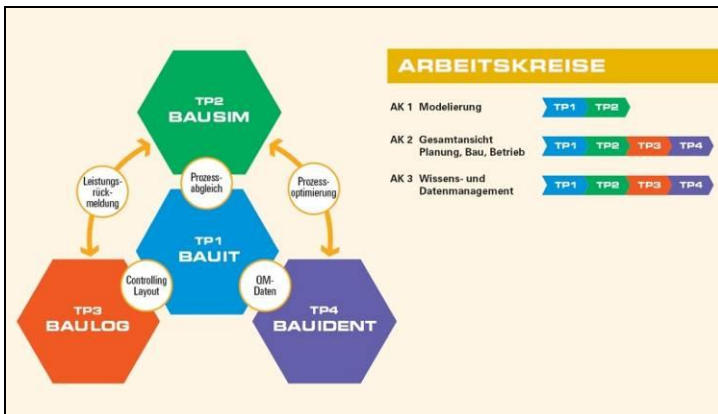 TP2
BAUSIM
Leistungs-
rück-
meldung
Prozess-
abgleich
Prozess-
optimierung
TP1
BAUIT
Controlling
Layout
QM-
Daten
TP3
BAULOG
TP4
BAUIDENT
ARBEITSKREISE
AK 1 Modelierung TP1 TP2
AK 2 Gesamtansicht
Planung, Bau, Betrieb TP1 TP2 TP3 TP4
AK 3 Wissens- und
Datenmanagement TP1 TP2 TP3 TP4